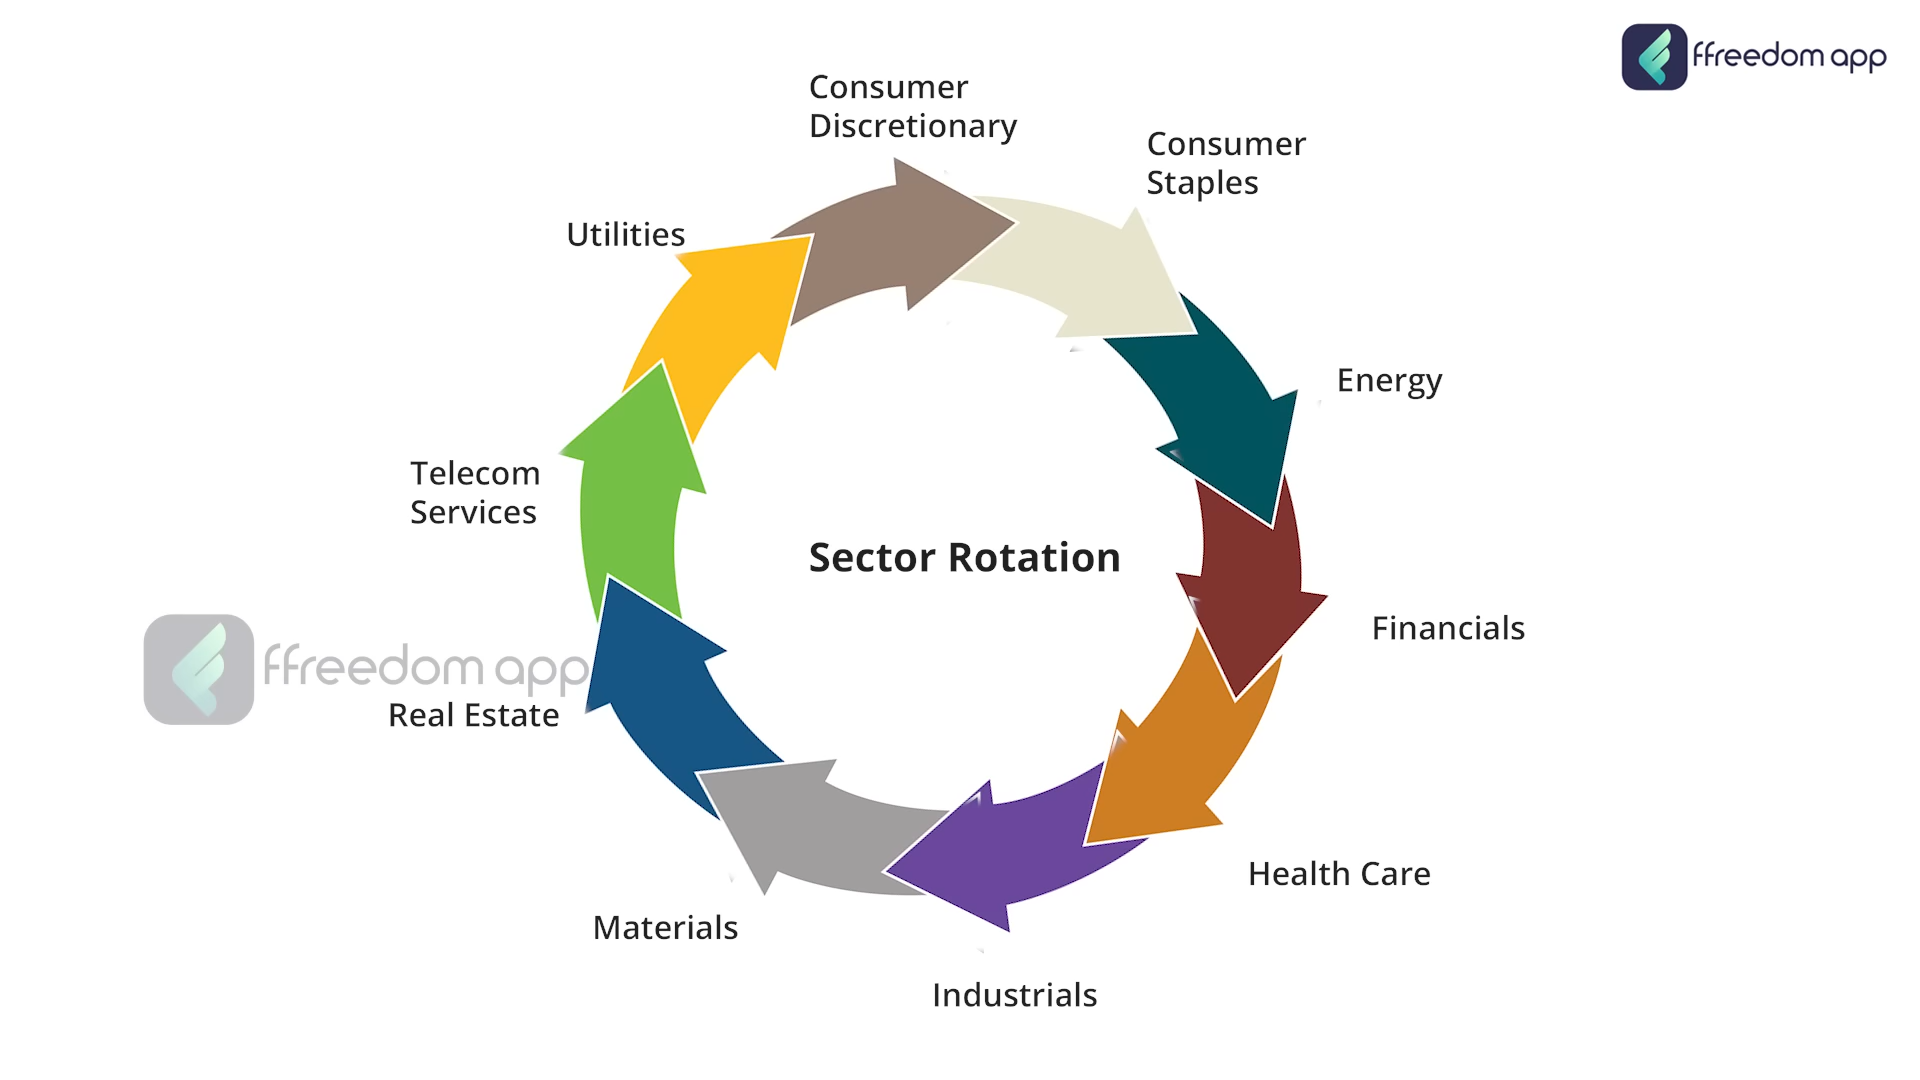 ffreedom app
Consumer
Discretionary
Consumer
Staples
Utilities
Energy
Telecom
Services
Sector Rotation
Financials
ffreedom app
Real Estate
Health Care
Materials
Industrials